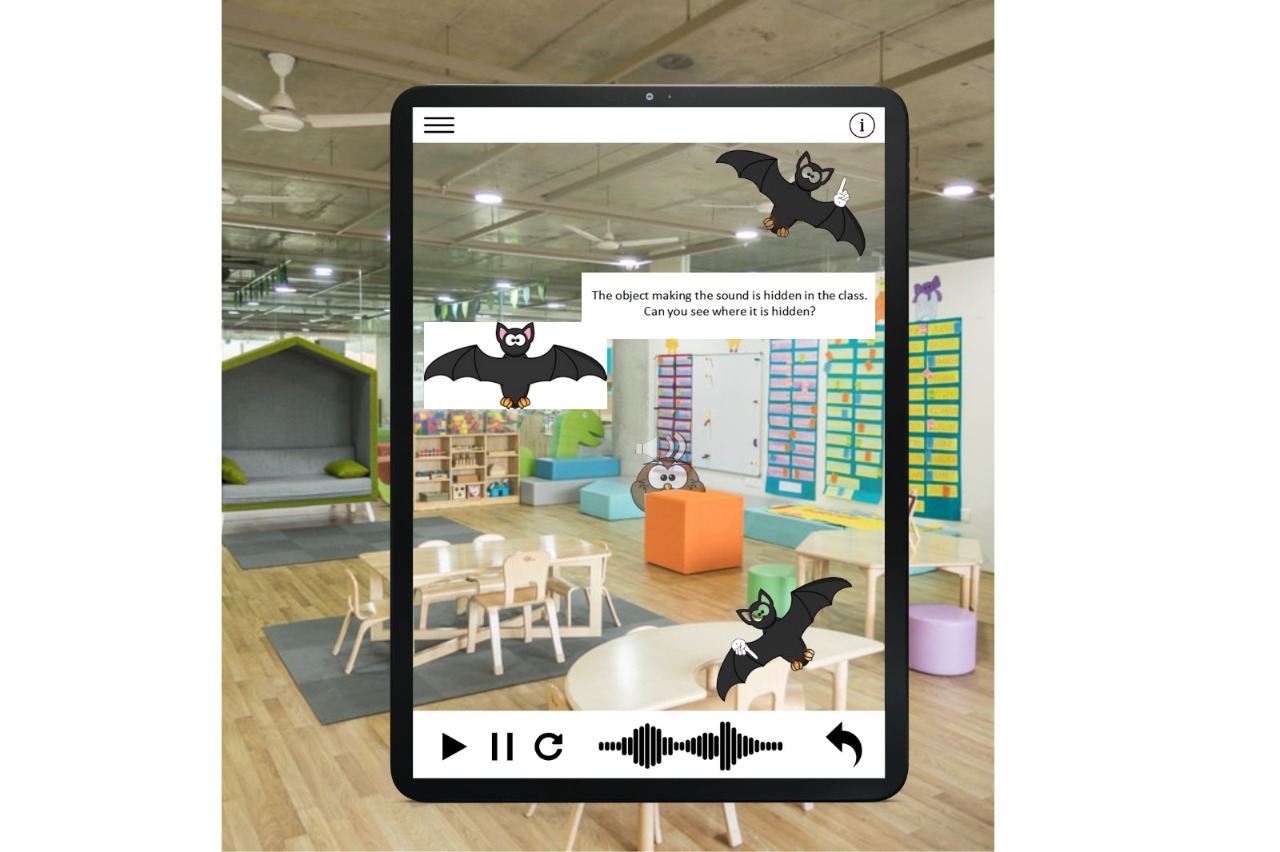 i
The object making the sound is hidden in the class.
Can you see where it is hidden?